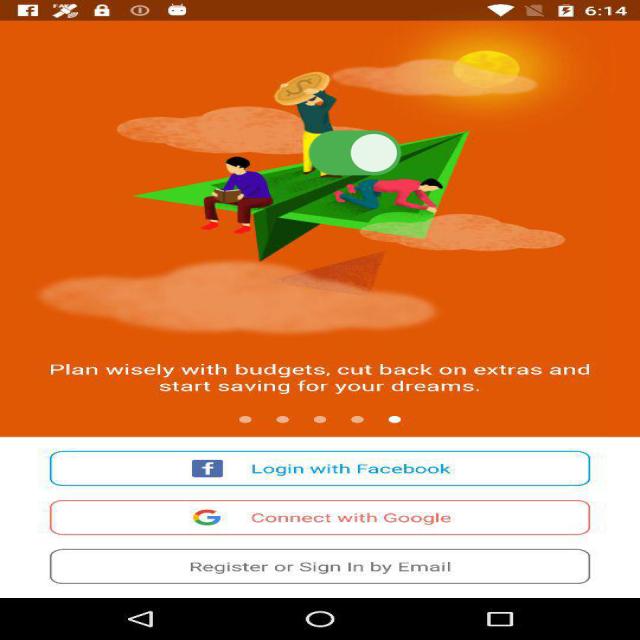 6:14
Plan wisely with budgets, cut back on extras and
start saving for your dreams.
Login with Facebook
Connect with Google
Register or Sign In by Email